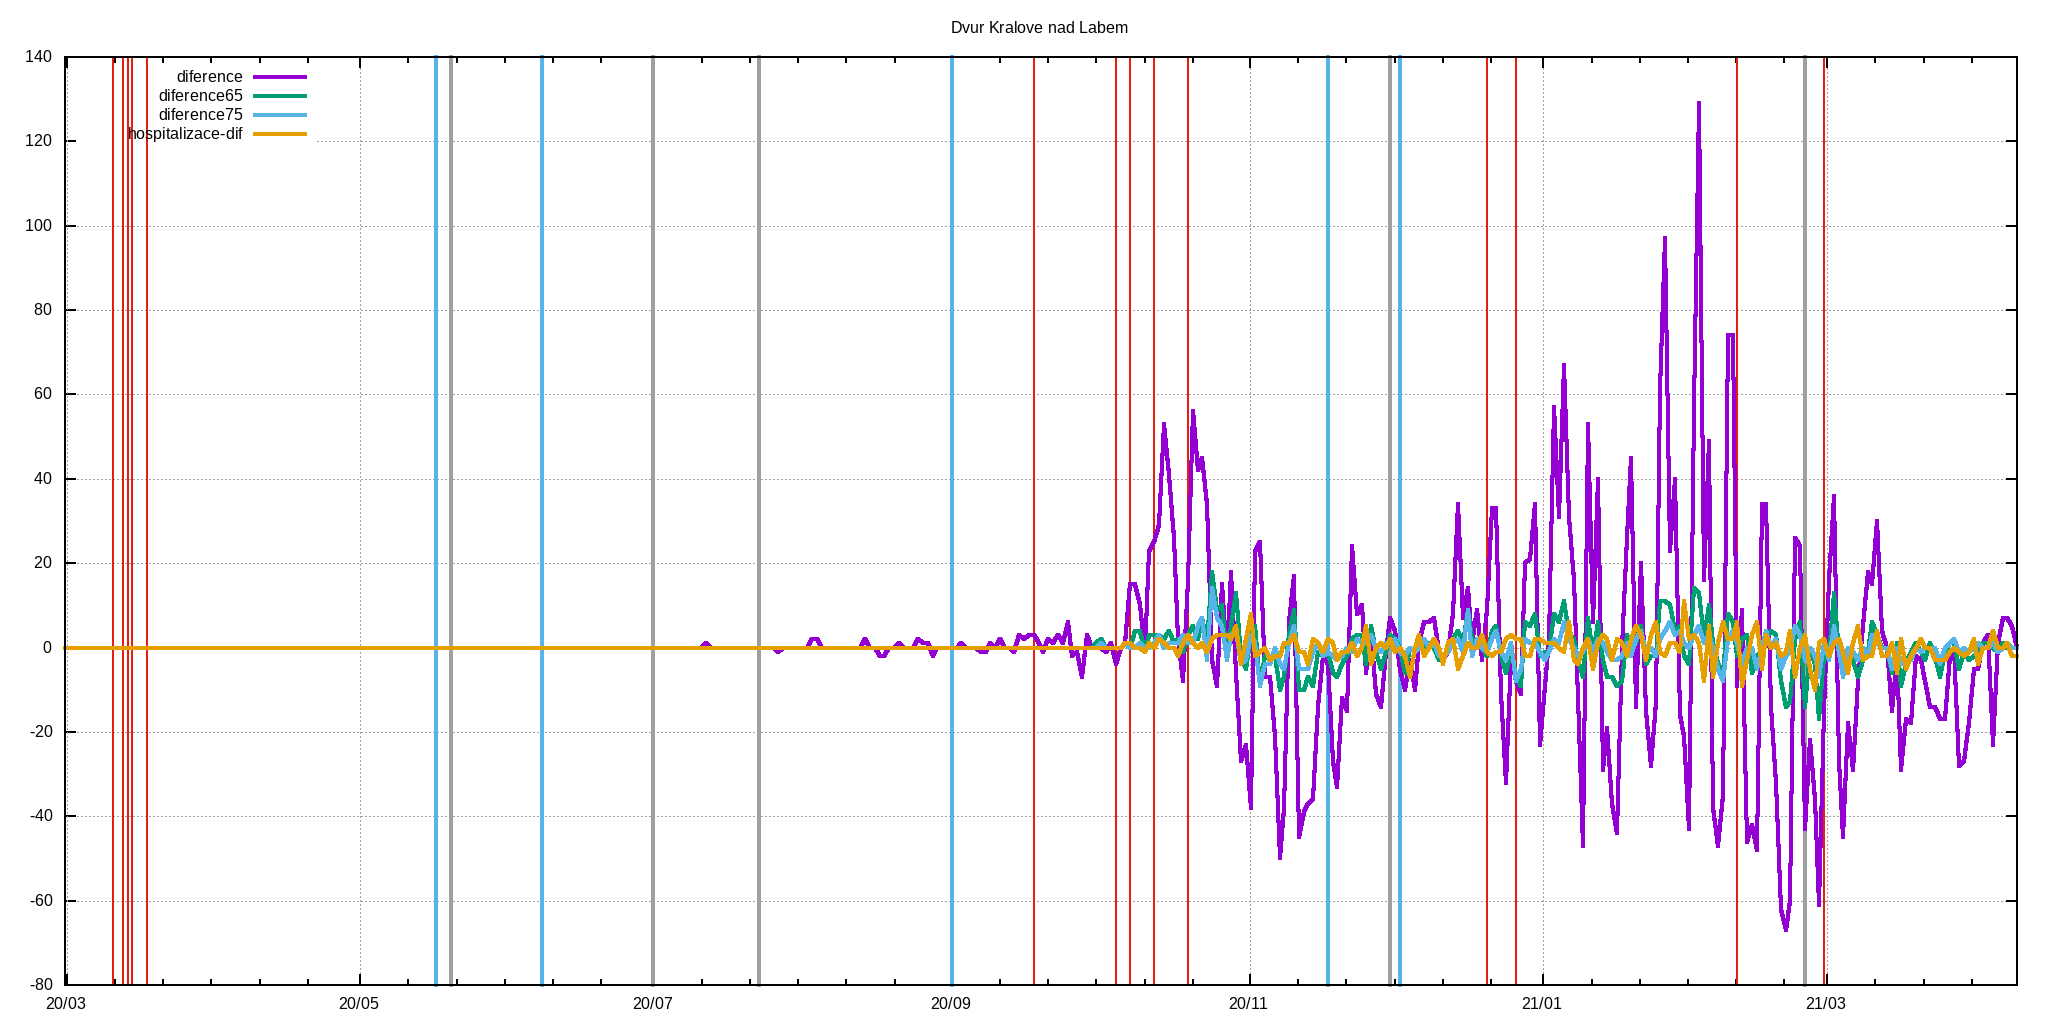 Dvur Kralove nad Labem
140
120
100
80
60
40
20
0
-20
-40
-60
-80
diference
diference65
diference75
hospitalizace-dif
20/03 20/05 20/07 20/09 20/11 21/01 21/03